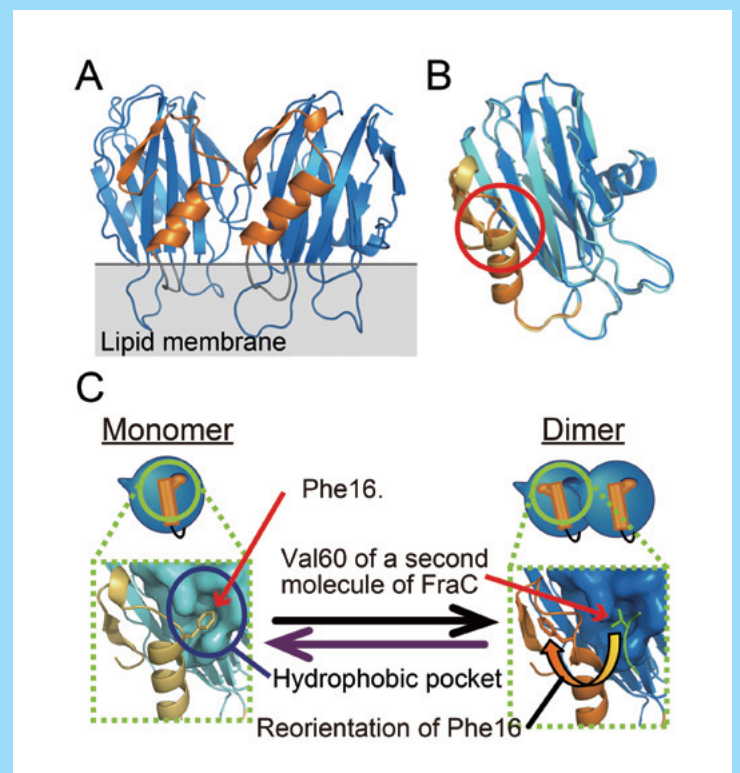 A
B
Lipid membrane
C
Monomer
Dimer
Phe16.
Val60 of a second
molecule of FraC
Hydrophobic pocket
Reorientation of Phe16